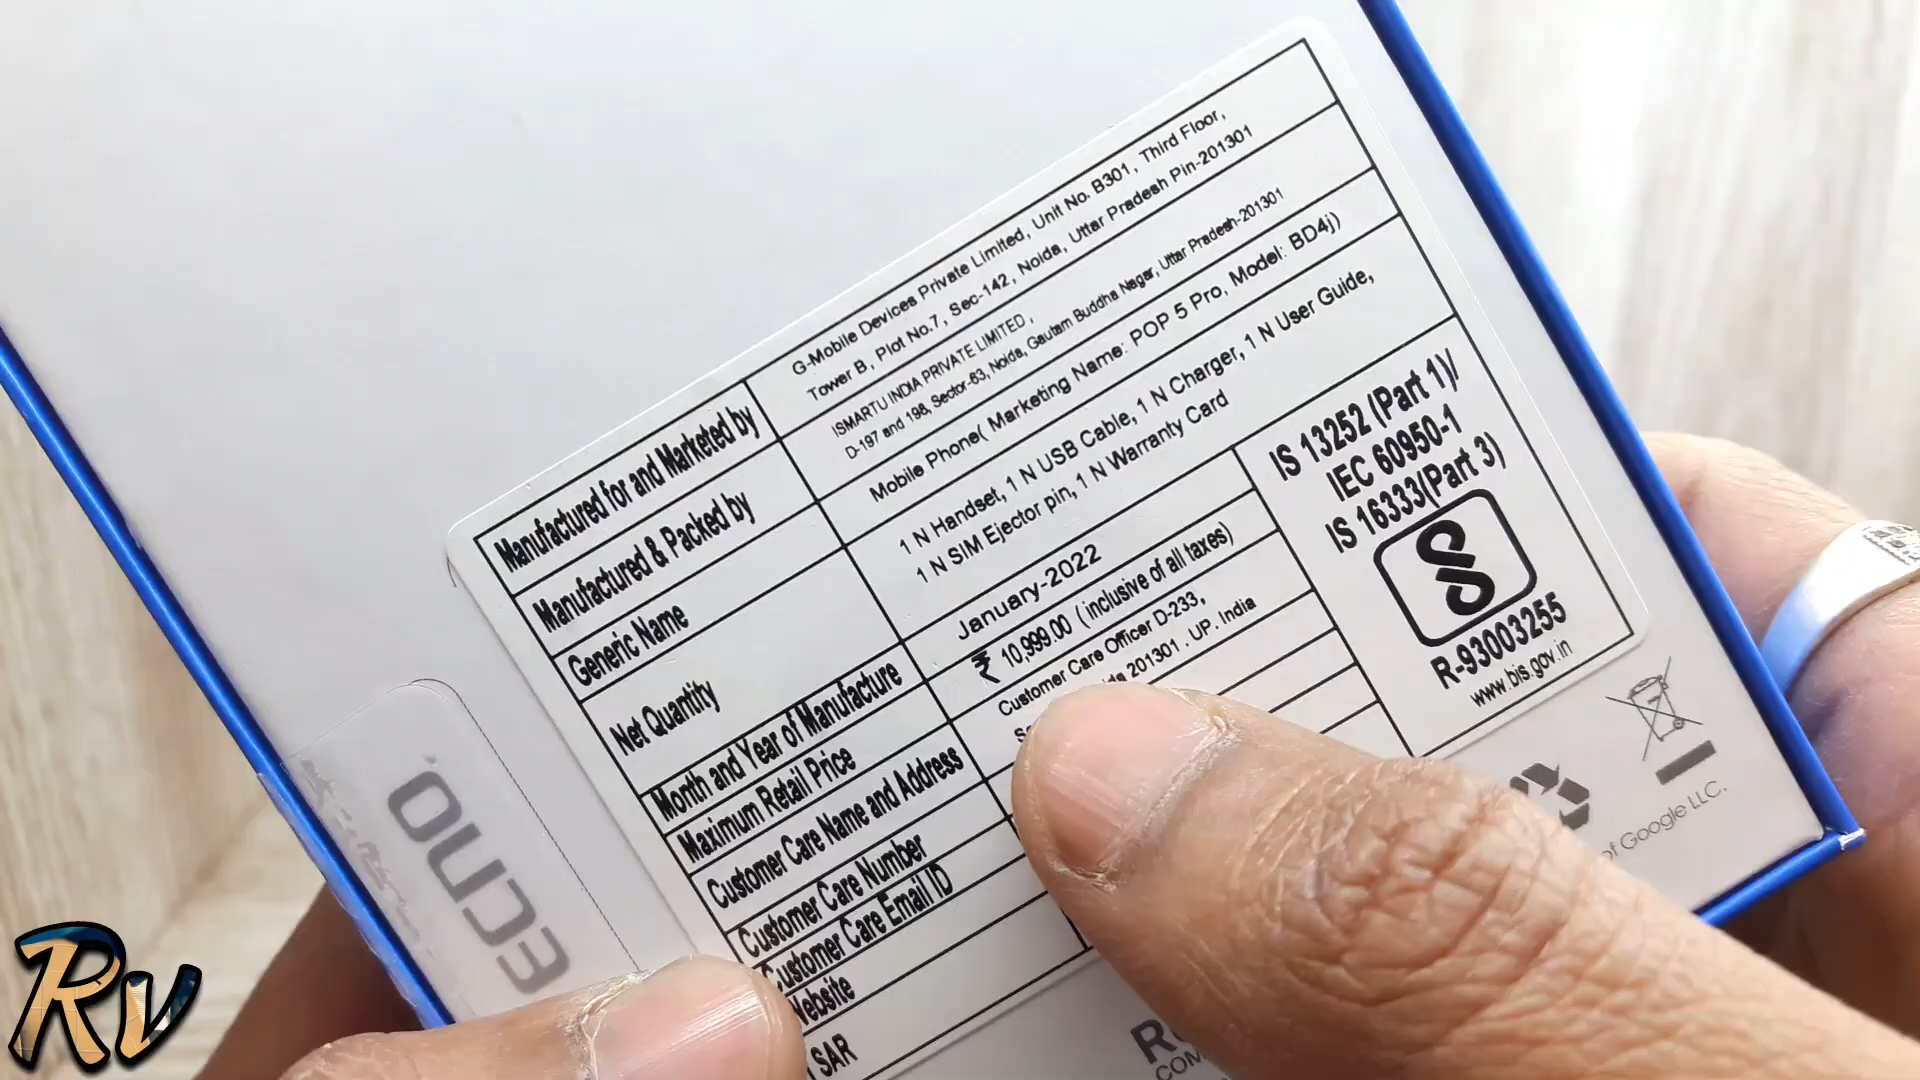 Manufactured for and Marketed by
G-Mobile Devices Private Limited, Unit No. B301, Third Floor,
Tower B, Plot No.7, Sec-142, Noida, Uttar Pradesh Pin-201301
Manufactured & Packed by
ISMARTU INDIA PRIVATE LIMITED ,
D-197 and 198, Sector-63, Noida, Gautam Buddha Nagar, Uttar Pradesh-201301
Generic Name
Mobile Phone( Marketing Name: POP 5 Pro, Model: BD4j)
Net Quantity
1 N Handset, 1 N USB Cable, 1 N Charger, 1 N User Guide,
1 N SIM Ejector pin, 1 N Warranty Card
Month and Year of Manufacture
January-2022
Maximum Retail Price
₹ 10,999.00 (inclusive of all taxes)
Customer Care Name and Address
Customer Care Officer D-233,
201301 . UP. India
Customer Care Number
Customer Care Email ID
Website
SAR
IS 13252 (Part 1)/
IEC 60950-1
IS 16333(Part 3)
R-93003255
www.bis.gov.in
of Google LLC.
ECNO
Rv